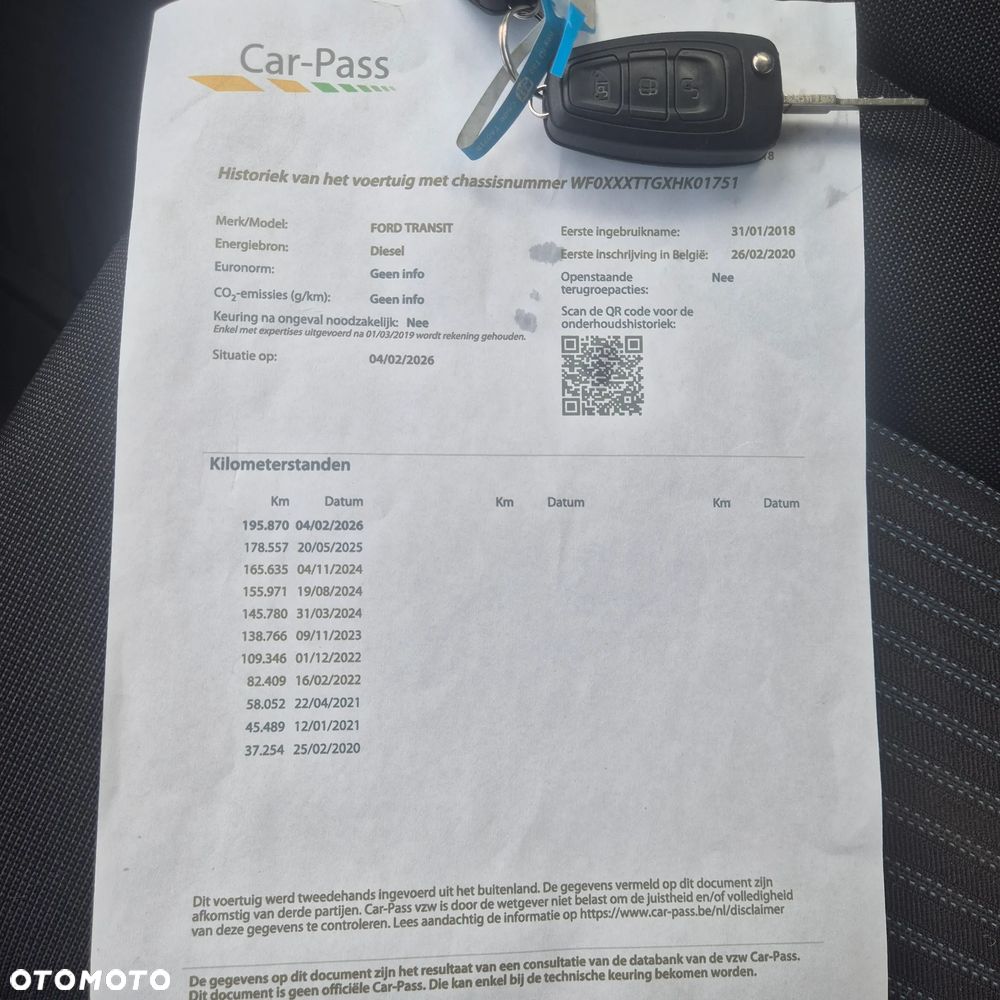 Car-Pass
18
Historiek van het voertuig met chassisnummer WF0XXXTTGXHK01751
Merk/Model: FORD TRANSIT
Energiebron: Diesel
Euronorm: Geen info
CO2-emissies (g/km): Geen info
Keuring na ongeval noodzakelijk: Nee
Enkel met expertises uitgevoerd na 01/03/2019 wordt rekening gehouden.
Situatie op: 04/02/2026
Eerste ingebruikname: 31/01/2018
Eerste inschrijving in België: 26/02/2020
Openstaande terugroepacties: Nee
Scan de QR code voor de
onderhoudshistoriek:
Kilometerstanden
Km Datum Km Datum Km Datum
195.870 04/02/2026
178.557 20/05/2025
165.635 04/11/2024
155.971 19/08/2024
145.780 31/03/2024
138.766 09/11/2023
109.346 01/12/2022
82.409 16/02/2022
58.052 22/04/2021
45.489 12/01/2021
37.254 25/02/2020
Dit voertuig werd tweedehands ingevoerd uit het buitenland. De gegevens vermeld op dit document zijn
afkomstig van derde partijen. Car-Pass vzw is door de wetgever niet belast om de juistheid en/of volledigheid
van deze gegevens te controleren. Lees aandachtig de informatie op https://www.car-pass.be/nl/disclaimer
De gegevens op dit document zijn het resultaat van een consultatie van de databank van de vzw Car-Pass.
Dit document is geen officiële Car-Pass. Die kan enkel bij de technische keuring bekomen worden.
OTOMOTO